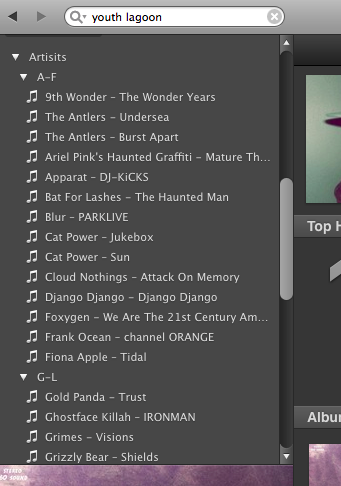 youth lagoon
Artisits
A-F
9th Wonder – The Wonder Years
The Antlers – Undersea
The Antlers – Burst Apart
Ariel Pink's Haunted Graffiti – Mature Th...
Apparat – DJ-KiCKS
Bat For Lashes – The Haunted Man
Blur – PARKLIVE
Cat Power – Jukebox
Cat Power – Sun
Cloud Nothings – Attack On Memory
Django Django – Django Django
Foxygen – We Are The 21st Century Am...
Frank Ocean – channel ORANGE
Fiona Apple – Tidal
G-L
Gold Panda – Trust
Ghostface Killah – IRONMAN
Grimes – Visions
Grizzly Bear – Shields
Top H
Album
STEREO